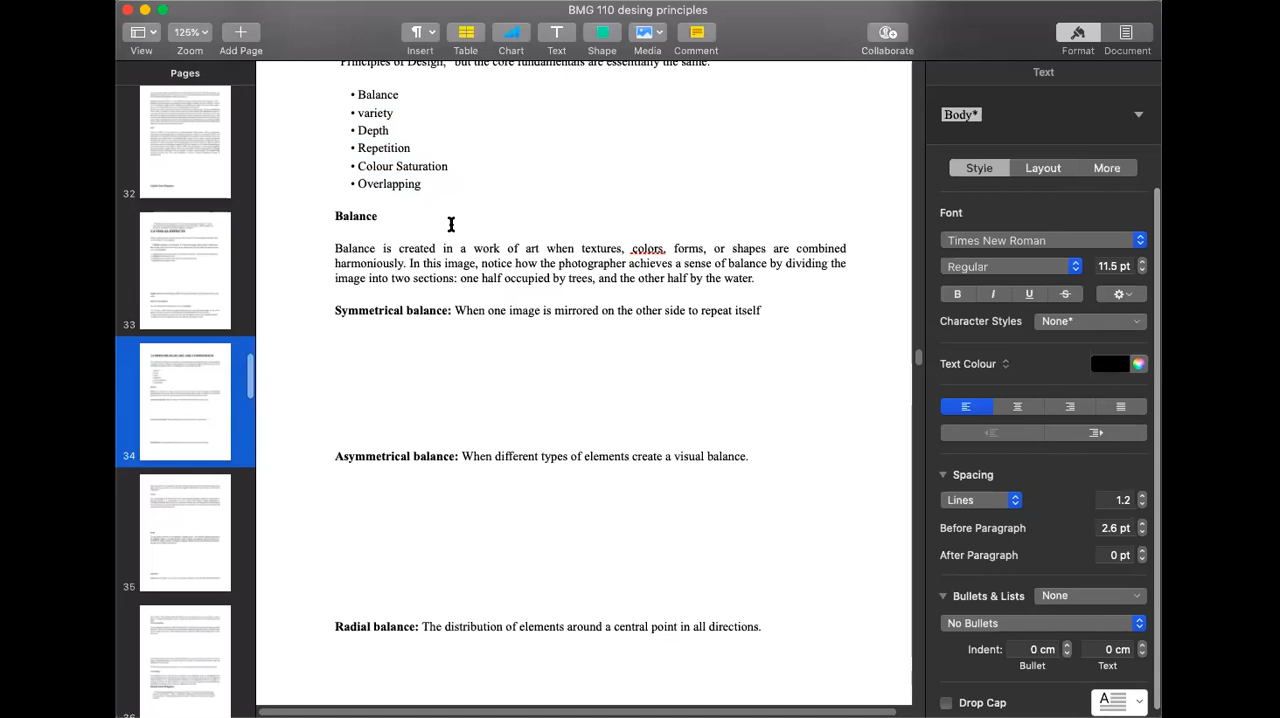 BMG 110 desing principles
View
125%
Zoom
Add Page
Insert
Table
Chart
Text
Shape
Media
Comment
Collaborate
Format
Document
Pages
Text
32
33
34
35
"Principles of Design," but the core fundamentals are essentially the same.
• Balance
• variety
• Depth
• Repetition
• Colour Saturation
• Overlapping
Balance
Balance is created in a work of art when textures, forms, or shapes are combined
harmoniously. In this image, notice how the photographer achieves a sense of balance by dividing the
image into two sections: one half occupied by trees, and the other half by the water.
Symmetrical balance: When one image is mirrored on the other side to repeat itself
Asymmetrical balance: When different types of elements create a visual balance.
Radial balance: The distribution of elements around a central point in all directions.
Style
Layout
More
Font
Times New Roman
Regular
11.5 pt
Character Styles
None*
Text Colour
Spacing
Lines
1.2
Before Paragraph
2.6 pt
After Paragraph
0 pt
Bullets & Lists
None
No Bullets
Indent:
0 cm
0 cm
Bullet
Text
Drop Cap